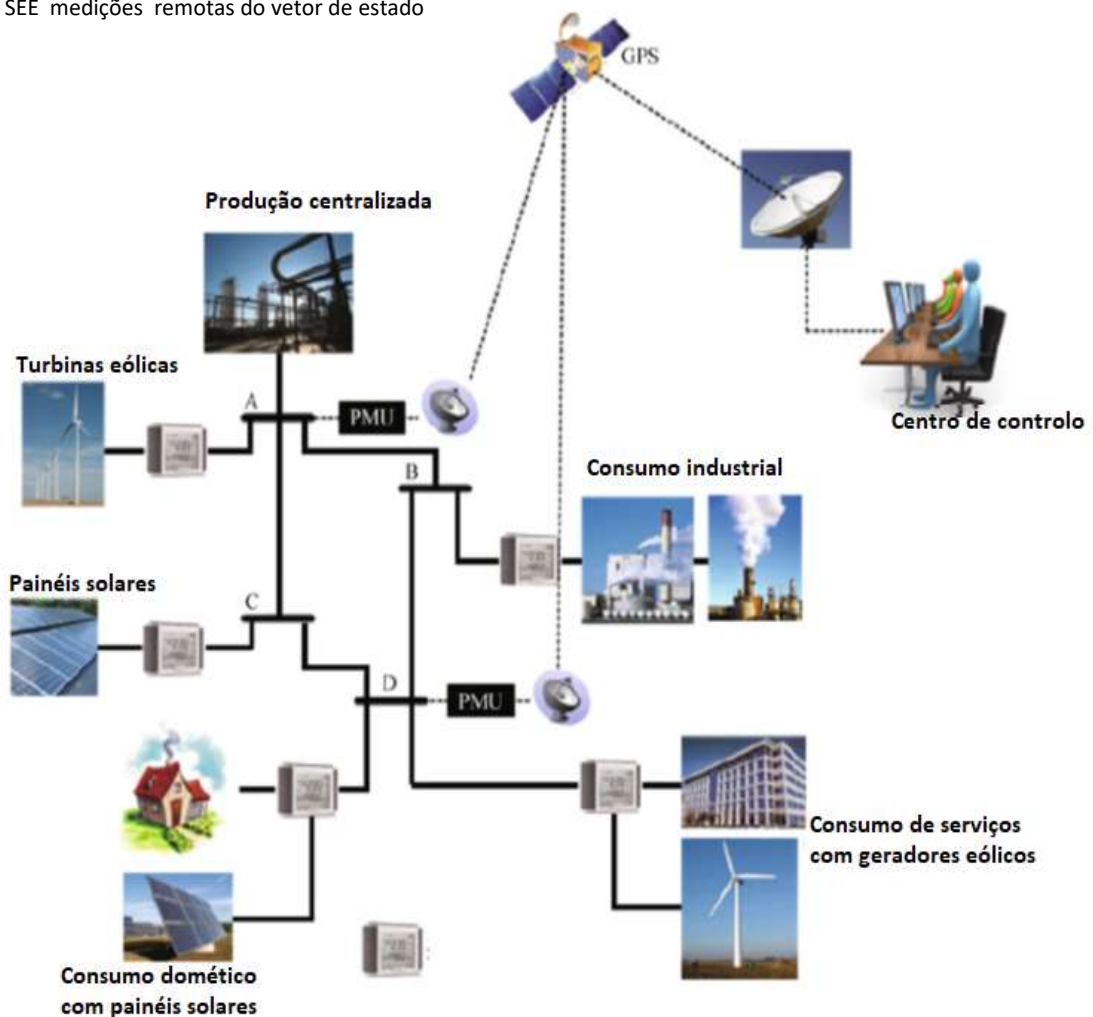 SEE medições remotas do vetor de estado
GPS
Produção centralizada
Turbinas eólicas
A
PMU
Centro de controlo
B
Consumo industrial
Painéis solares
C
D
PMU
Consumo de serviços
com geradores eólicos
Consumo domético
com painéis solares
: